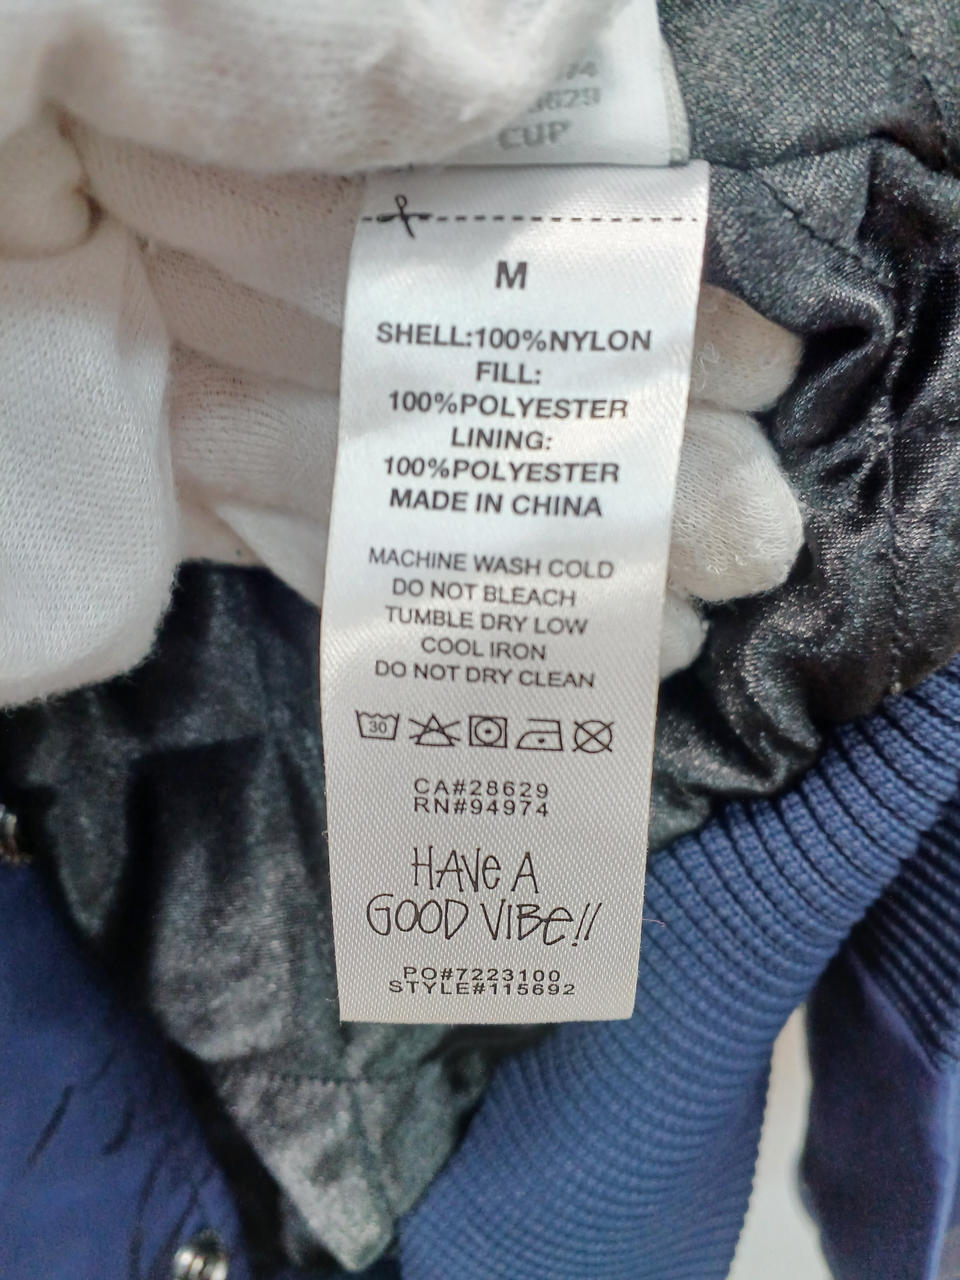 CUP
M
SHELL:100%NYLON
FILL:
100%POLYESTER
LINING:
100%POLYESTER
MADE IN CHINA
MACHINE WASH COLD
DO NOT BLEACH
TUMBLE DRY LOW
COOL IRON
DO NOT DRY CLEAN
30
CA#28629
RN#94974
HAVE A
GOOD VIBE!!
PO#7223100
STYLE#115692